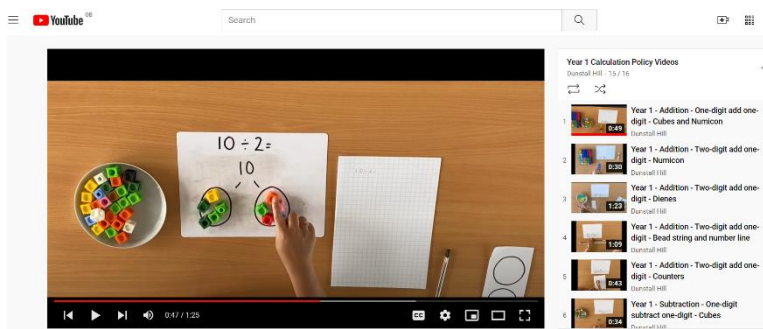 YouTube GB
Search
10 ÷ 2 =
10
0:47 / 1:25
CC
Year 1 Calculation Policy Videos
Dunstall Hill - 15 / 16
1
0:49
Year 1 - Addition - One-digit add one-
digit - Cubes and Numicon
Dunstall Hill
2
0:30
Year 1 - Addition - Two-digit add one-
digit - Numicon
Dunstall Hill
3
1:23
Year 1 - Addition - Two-digit add one-
digit - Dienes
Dunstall Hill
4
1:09
Year 1 - Addition - Two-digit add one-
digit - Bead string and number line
Dunstall Hill
5
0:43
Year 1 - Addition - Two-digit add one-
digit - Counters
Dunstall Hill
6
0:34
Year 1 - Subtraction - One-digit
subtract one-digit - Cubes
Dunstall Hill